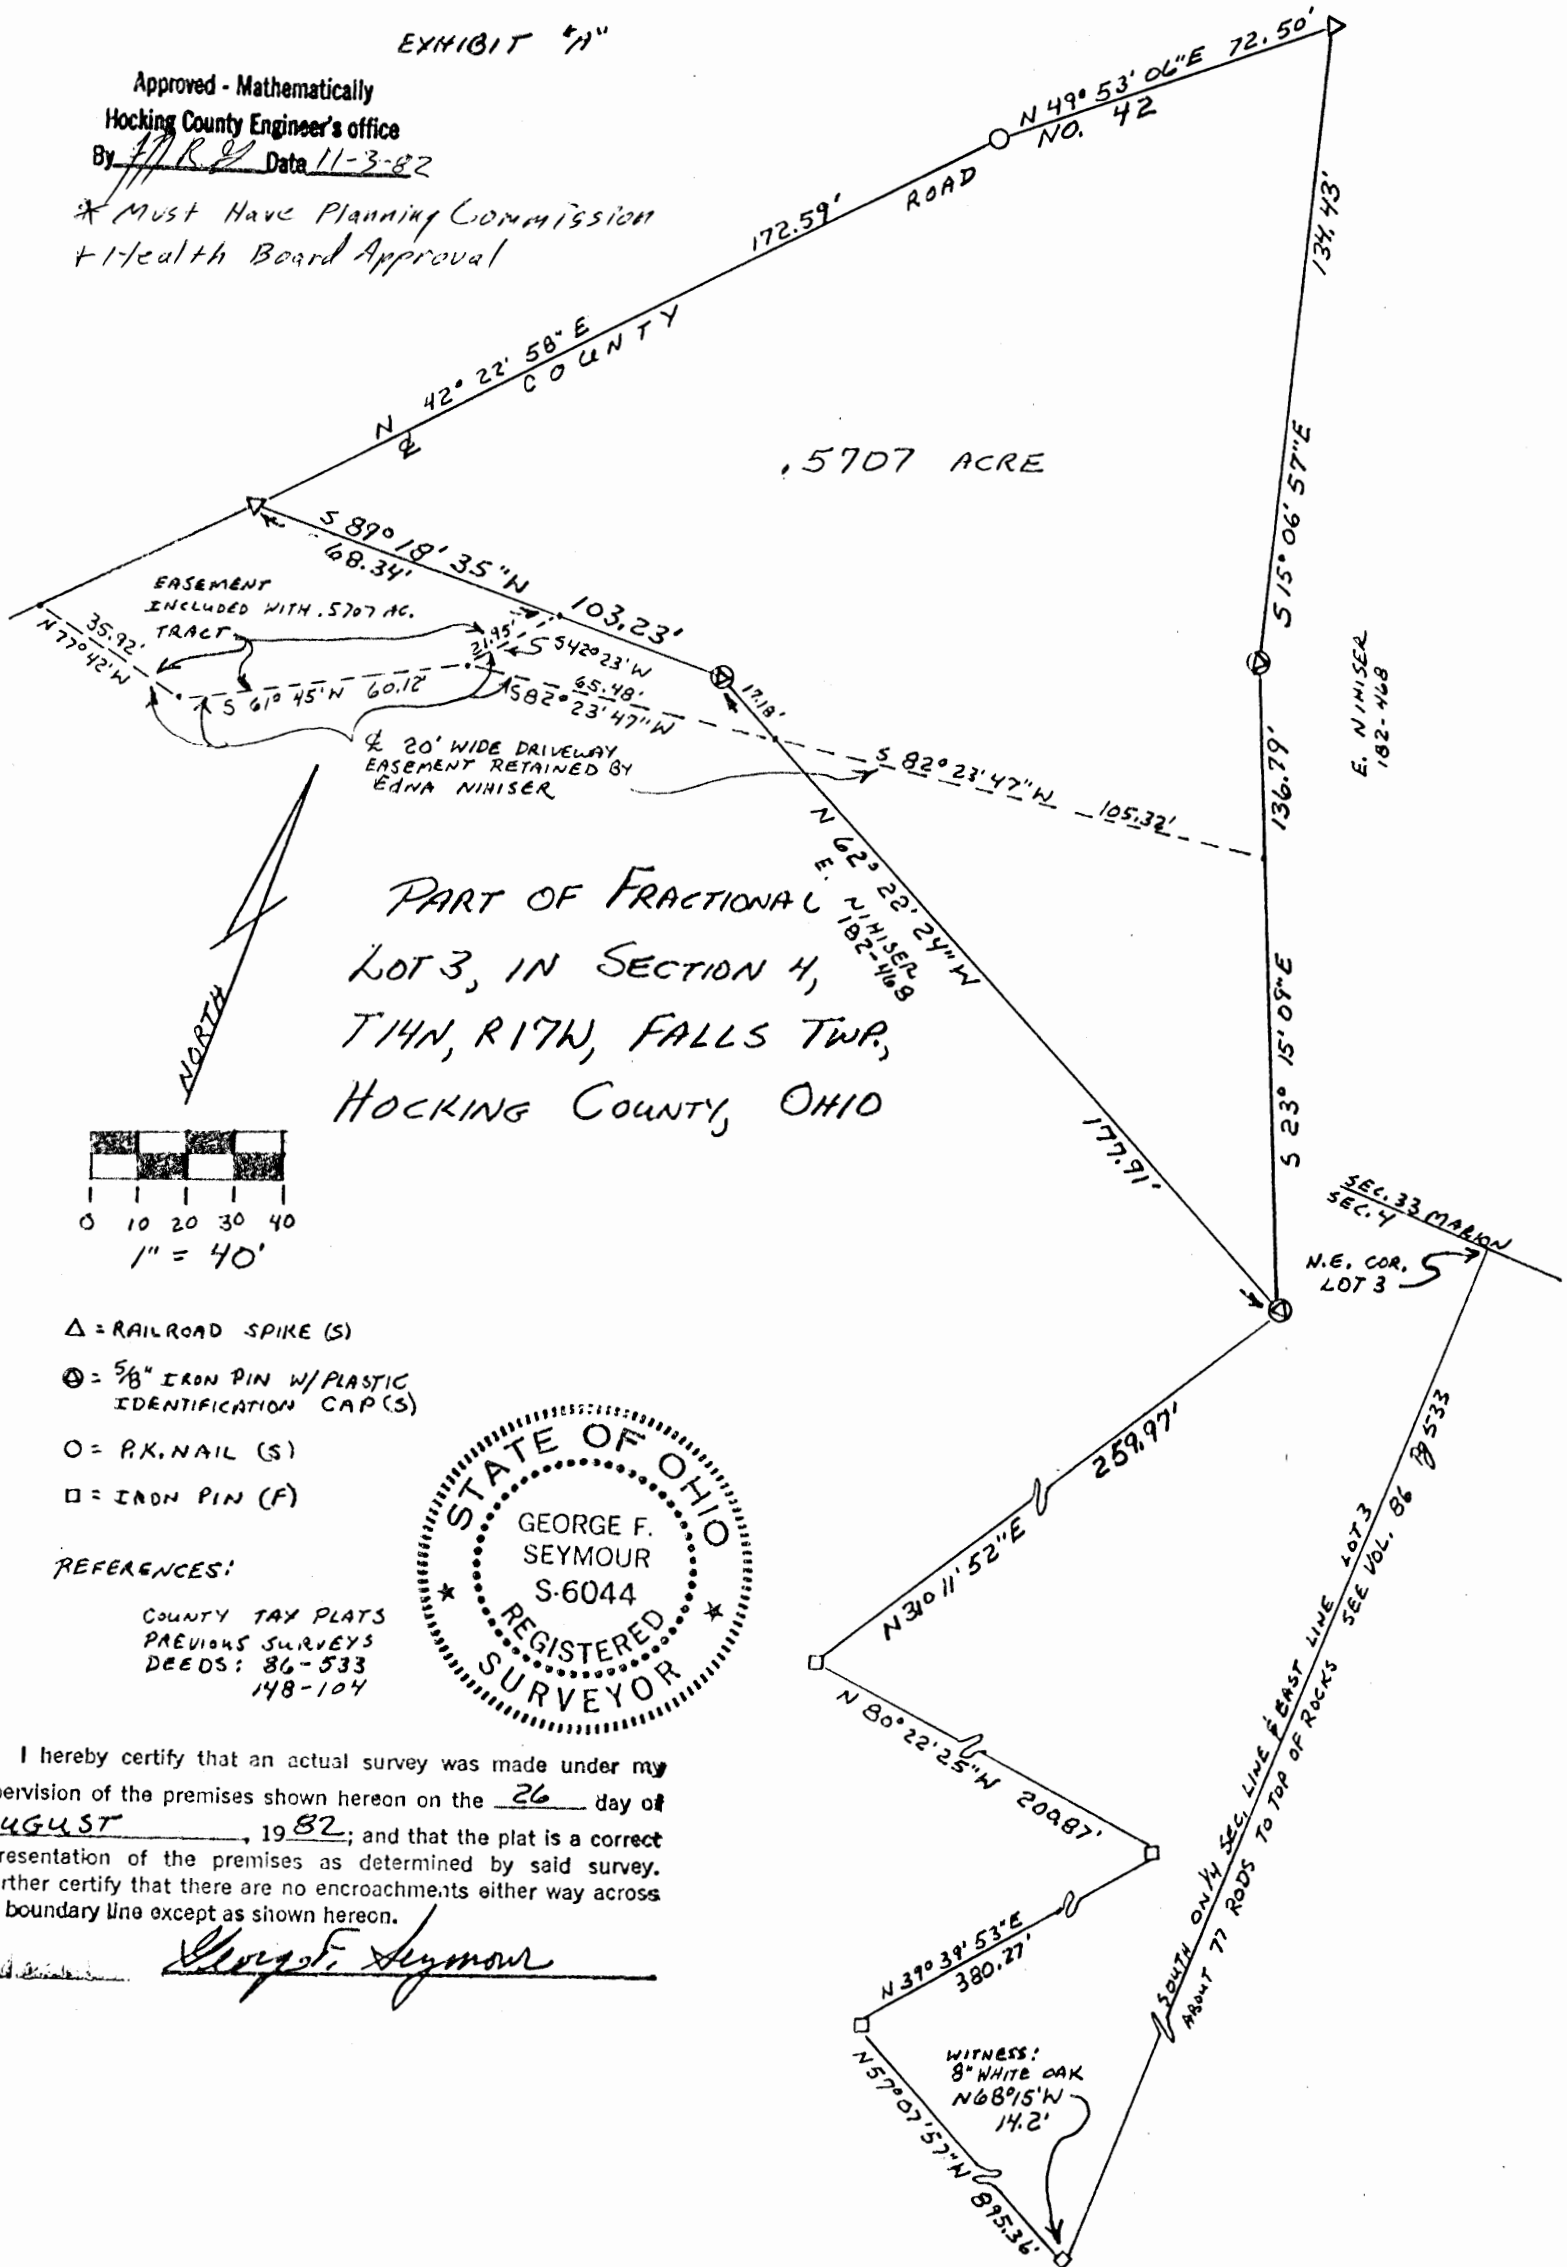 EXHIBIT "A"
Approved - Mathematically
Hocking County Engineer's office
By Date 11-3-82
* Must Have Planning Commission
+ Health Board Approval
N 49° 53' 06" E 72.50'
NO. 42
ROAD
172.59'
N 42° 22' 58" E
COUNTY
134.43'
S 15° 06' 57" E
.5707 ACRE
S 89° 18' 35" W
68.34'
103.23'
EASEMENT
INCLUDED WITH .5707 AC.
TRACT
35.92'
N 77° 42' W
21.95'
S 42° 23' W
S 61° 45' W 60.12'
65.48'
S 82° 23' 47" W
17.18'
℄ 20' WIDE DRIVEWAY
EASEMENT RETAINED BY
EDNA NIHISER
S 82° 23' 47" W 105.32'
136.79'
E. NIHISER
182-468
N 62° 22' 24" W
E. NIHISER
182-468
177.91'
S 23° 15' 09" E
PART OF FRACTIONAL
LOT 3, IN SECTION 4,
T14N, R17W, FALLS TWP.,
HOCKING COUNTY, OHIO
NORTH
0 10 20 30 40
1" = 40'
SEC. 33 MARION
SEC. 4
N.E. COR.
LOT 3
△ = RAILROAD SPIKE (S)
= 5/8" IRON PIN W/ PLASTIC
IDENTIFICATION CAP (S)
○ = P.K. NAIL (S)
□ = IRON PIN (F)
STATE OF OHIO
GEORGE F.
SEYMOUR
S-6044
REGISTERED
SURVEYOR
REFERENCES:
COUNTY TAX PLATS
PREVIOUS SURVEYS
DEEDS: 86-533
148-104
259.97'
N 31° 11' 52" E
N 80° 22' 25" W 200.87'
N 39° 39' 53" E
380.27'
N 57° 07' 57" W 895.36'
WITNESS:
8" WHITE OAK
N 68° 15' W
14.2'
SOUTH ON 1/4 SEC. LINE & EAST LINE LOT 3
ABOUT 77 RODS TO TOP OF ROCKS SEE VOL. 86 Pg 533
I hereby certify that an actual survey was made under my
pervision of the premises shown hereon on the 26 day of
UGUST, 1982; and that the plat is a correct
resentation of the premises as determined by said survey.
rther certify that there are no encroachments either way across
boundary line except as shown hereon.
George F. Seymour